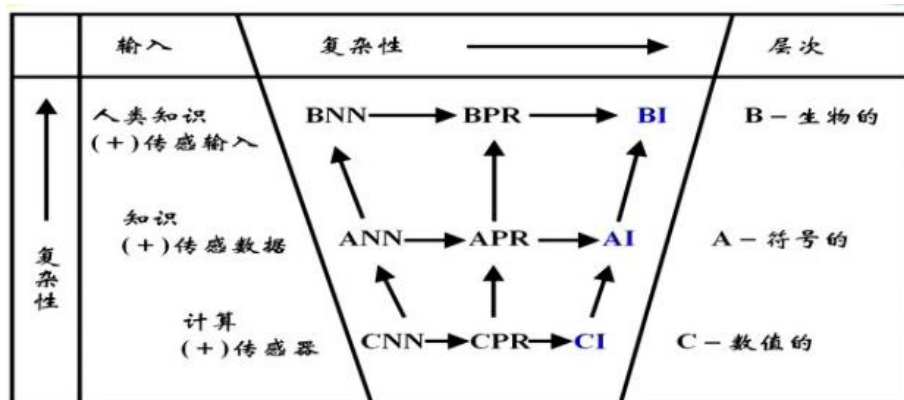 输入
复杂性
层次
人类知识
(+)传感输入
BNN
BPR
BI
B-生物的
知识
(+)传感数据
ANN
APR
AI
A-符号的
计算
(+)传感器
CNN
CPR
CI
C-数值的
复杂性